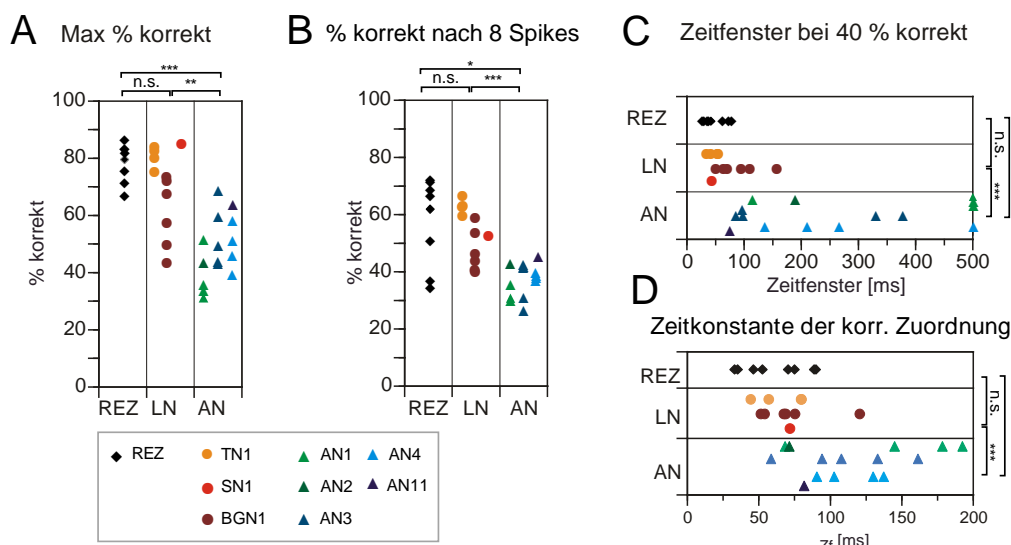 A Max % korrekt
*** 
n.s. **
100
80
60
40
20
0
% korrekt
REZ LN AN
B % korrekt nach 8 Spikes
*
n.s. ***
100
80
60
40
20
0
% korrekt
REZ LN AN
C Zeitfenster bei 40 % korrekt
REZ
LN
AN
n.s.
***
0 100 200 300 400 500
Zeitfenster [ms]
D
Zeitkonstante der korr. Zuordnung
REZ
LN
AN
n.s.
***
0 50 100 150 200
[ms]
REZ TN1 AN1 AN4
SN1 AN2 AN11
BGN1 AN3